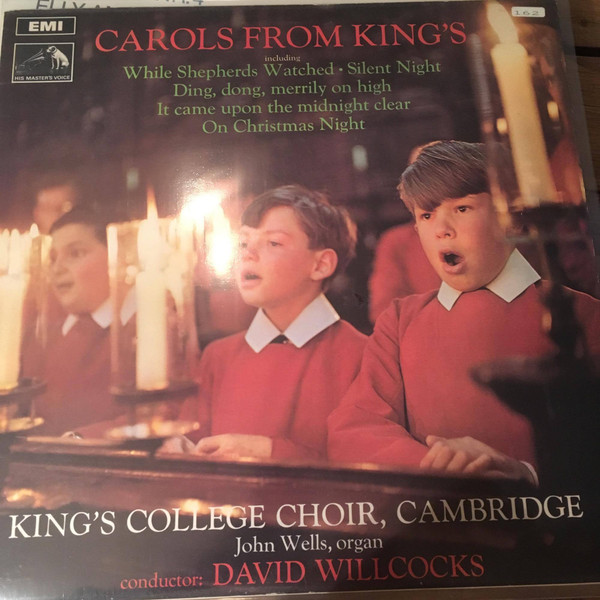 EMI
HIS MASTER'S VOICE
162
CAROLS FROM KING'S
including
While Shepherds Watched · Silent Night
Ding, dong, merrily on high
It came upon the midnight clear
On Christmas Night
KING'S COLLEGE CHOIR, CAMBRIDGE
John Wells, organ
conductor: DAVID WILLCOCKS